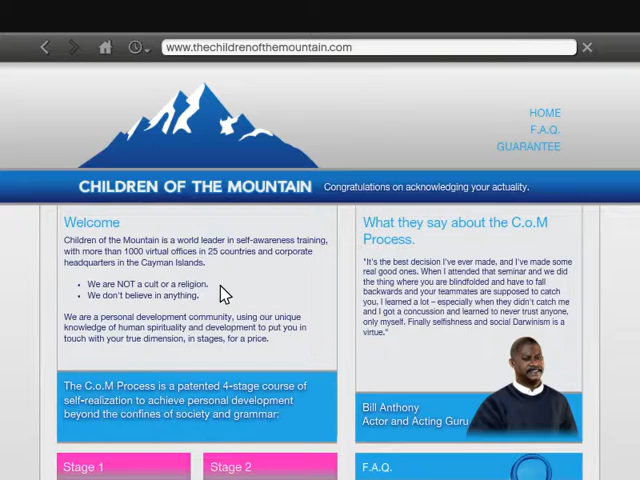 www.thechildrenofthemountain.com
HOME
F.A.Q.
GUARANTEE
CHILDREN OF THE MOUNTAIN Congratulations on acknowledging your actuality.
Welcome
Children of the Mountain is a world leader in self-awareness training,
with more than 1000 virtual offices in 25 countries and corporate
headquarters in the Cayman Islands.
• We are NOT a cult or a religion.
• We don't believe in anything.
We are a personal development community, using our unique
knowledge of human spirituality and development to put you in
touch with your true dimension, in stages, for a price.
The C.o.M Process is a patented 4-stage course of
self-realization to achieve personal development
beyond the confines of society and grammar:
Stage 1
Stage 2
What they say about the C.o.M
Process.
"It's the best decision I've ever made, and I've made some
real good ones. When I attended that seminar and we did
the thing where you are blindfolded and have to fall
backwards and your teammates are supposed to catch
you, I learned a lot – especially when they didn't catch me
and I got a concussion and learned to never trust anyone,
only myself. Finally selfishness and social Darwinism is a
virtue."
Bill Anthony
Actor and Acting Guru
F.A.Q.